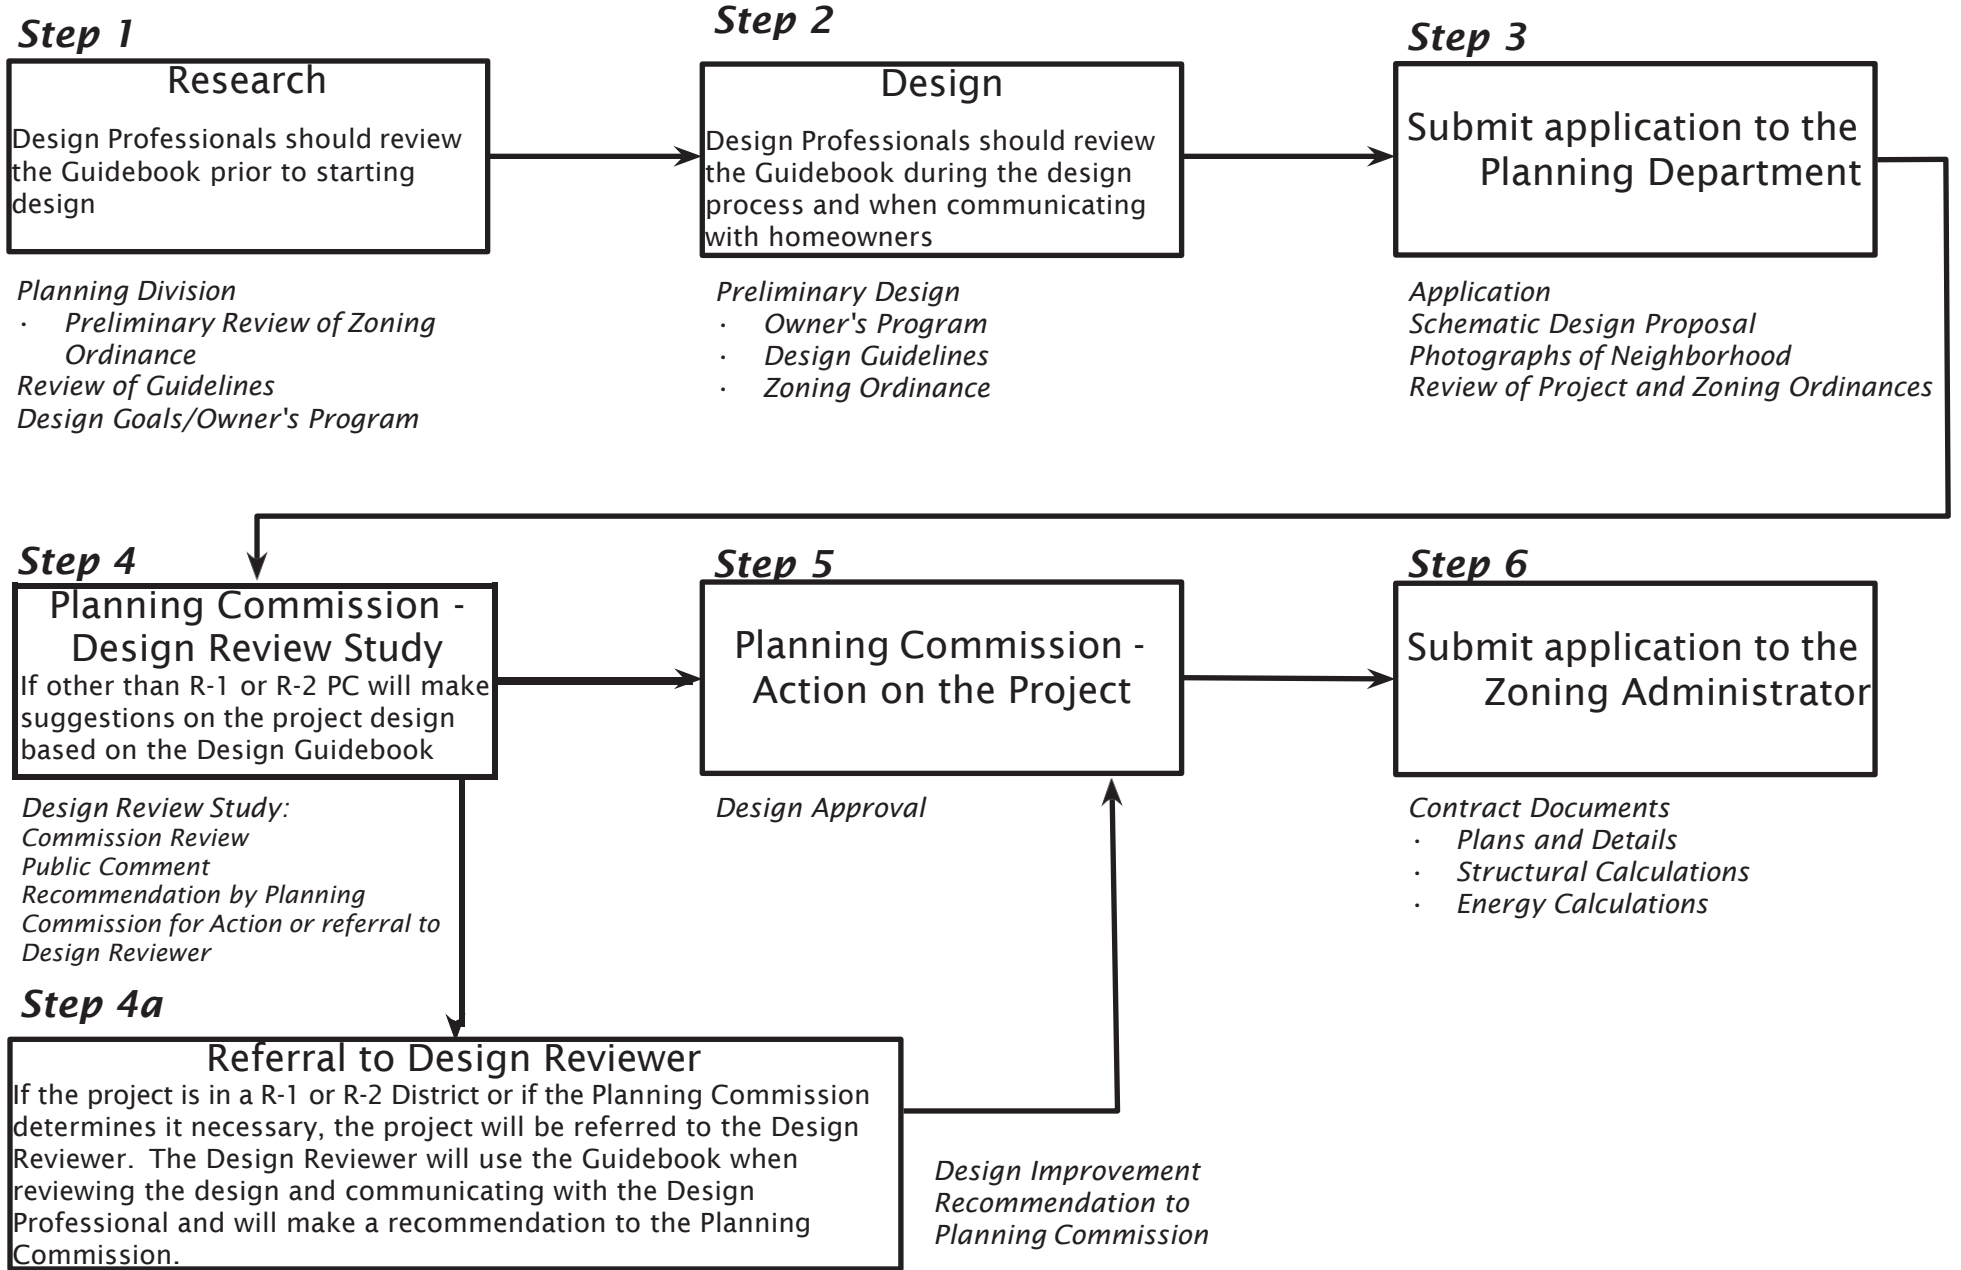 Step 1
Research
Design Professionals should review
the Guidebook prior to starting
design
Planning Division
· Preliminary Review of Zoning
Ordinance
Review of Guidelines
Design Goals/Owner's Program
Step 2
Design
Design Professionals should review
the Guidebook during the design
process and when communicating
with homeowners
Preliminary Design
· Owner's Program
· Design Guidelines
· Zoning Ordinance
Step 3
Submit application to the
Planning Department
Application
Schematic Design Proposal
Photographs of Neighborhood
Review of Project and Zoning Ordinances
Step 4
Planning Commission -
Design Review Study
If other than R-1 or R-2 PC will make
suggestions on the project design
based on the Design Guidebook
Design Review Study:
Commission Review
Public Comment
Recommendation by Planning
Commission for Action or referral to
Design Reviewer
Step 4a
Referral to Design Reviewer
If the project is in a R-1 or R-2 District or if the Planning Commission
determines it necessary, the project will be referred to the Design
Reviewer. The Design Reviewer will use the Guidebook when
reviewing the design and communicating with the Design
Professional and will make a recommendation to the Planning
Commission.
Design Improvement
Recommendation to
Planning Commission
Step 5
Planning Commission -
Action on the Project
Design Approval
Step 6
Submit application to the
Zoning Administrator
Contract Documents
· Plans and Details
· Structural Calculations
· Energy Calculations